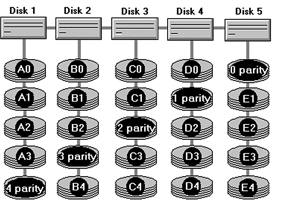 Disk 1 Disk 2 Disk 3 Disk 4 Disk 5
A0 B0 C0 D0 0 parity
A1 B1 C1 1 parity E1
A2 B2 2 parity D2 E2
A3 3 parity C3 D3 E3
4 parity B4 C4 D4 E4